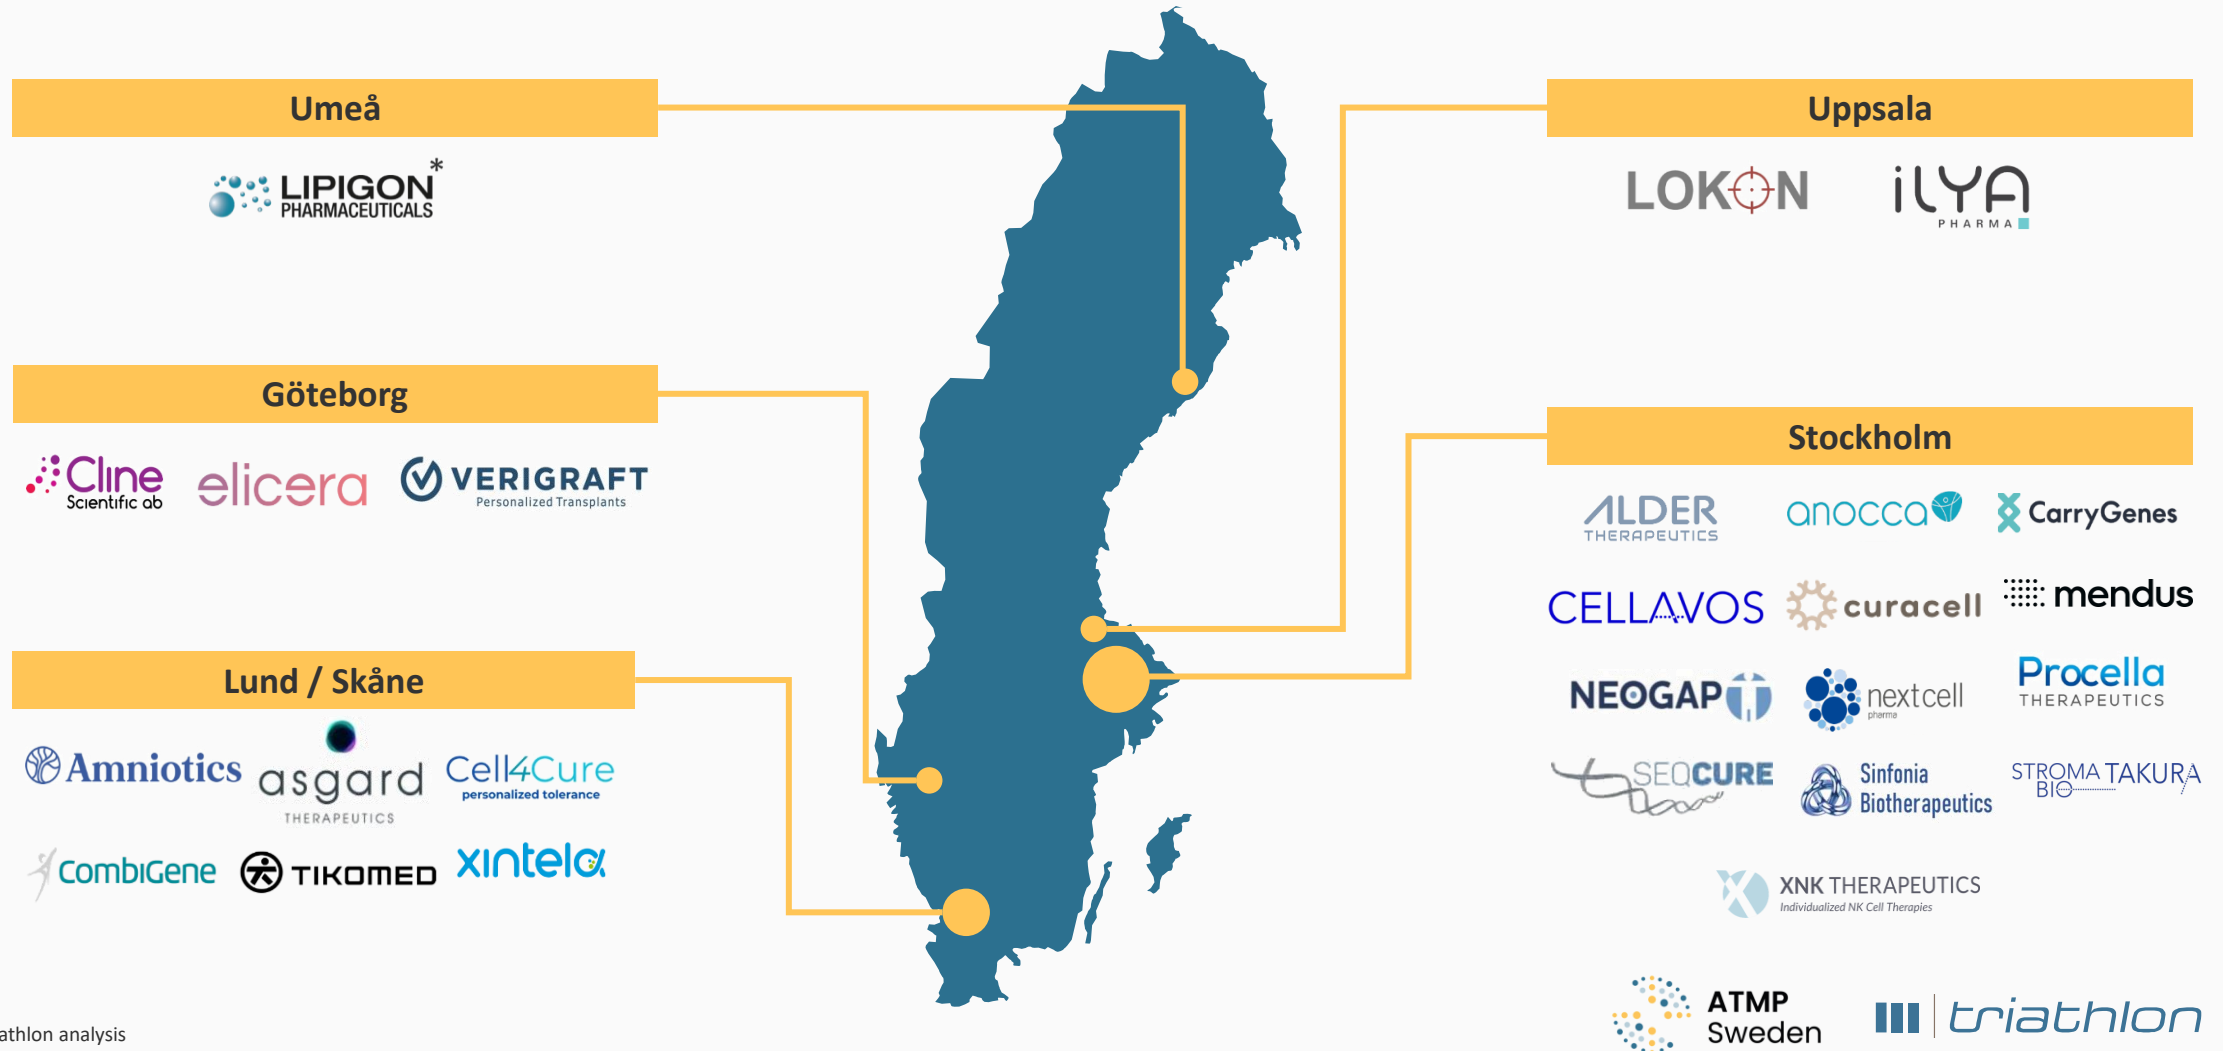 Umeå
LIPIGON*
PHARMACEUTICALS
Göteborg
Cline
Scientific ab
elicera
VERIGRAFT
Personalized Transplants
Lund / Skåne
Amniotics
asgard
THERAPEUTICS
Cell4Cure
personalized tolerance
CombiGene
TIKOMED
xintela
Uppsala
LOKON
iLYA
PHARMA
Stockholm
ALDER
THERAPEUTICS
anocca
CarryGenes
CELLAVOS
curacell
mendus
NEOGAP
nextcell
pharma
Procella
THERAPEUTICS
SEQCURE
Sinfonia
Biotherapeutics
STROMA TAKURA
BIO
XNK THERAPEUTICS
Individualized NK Cell Therapies
athlon analysis
ATMP
Sweden
triathlon